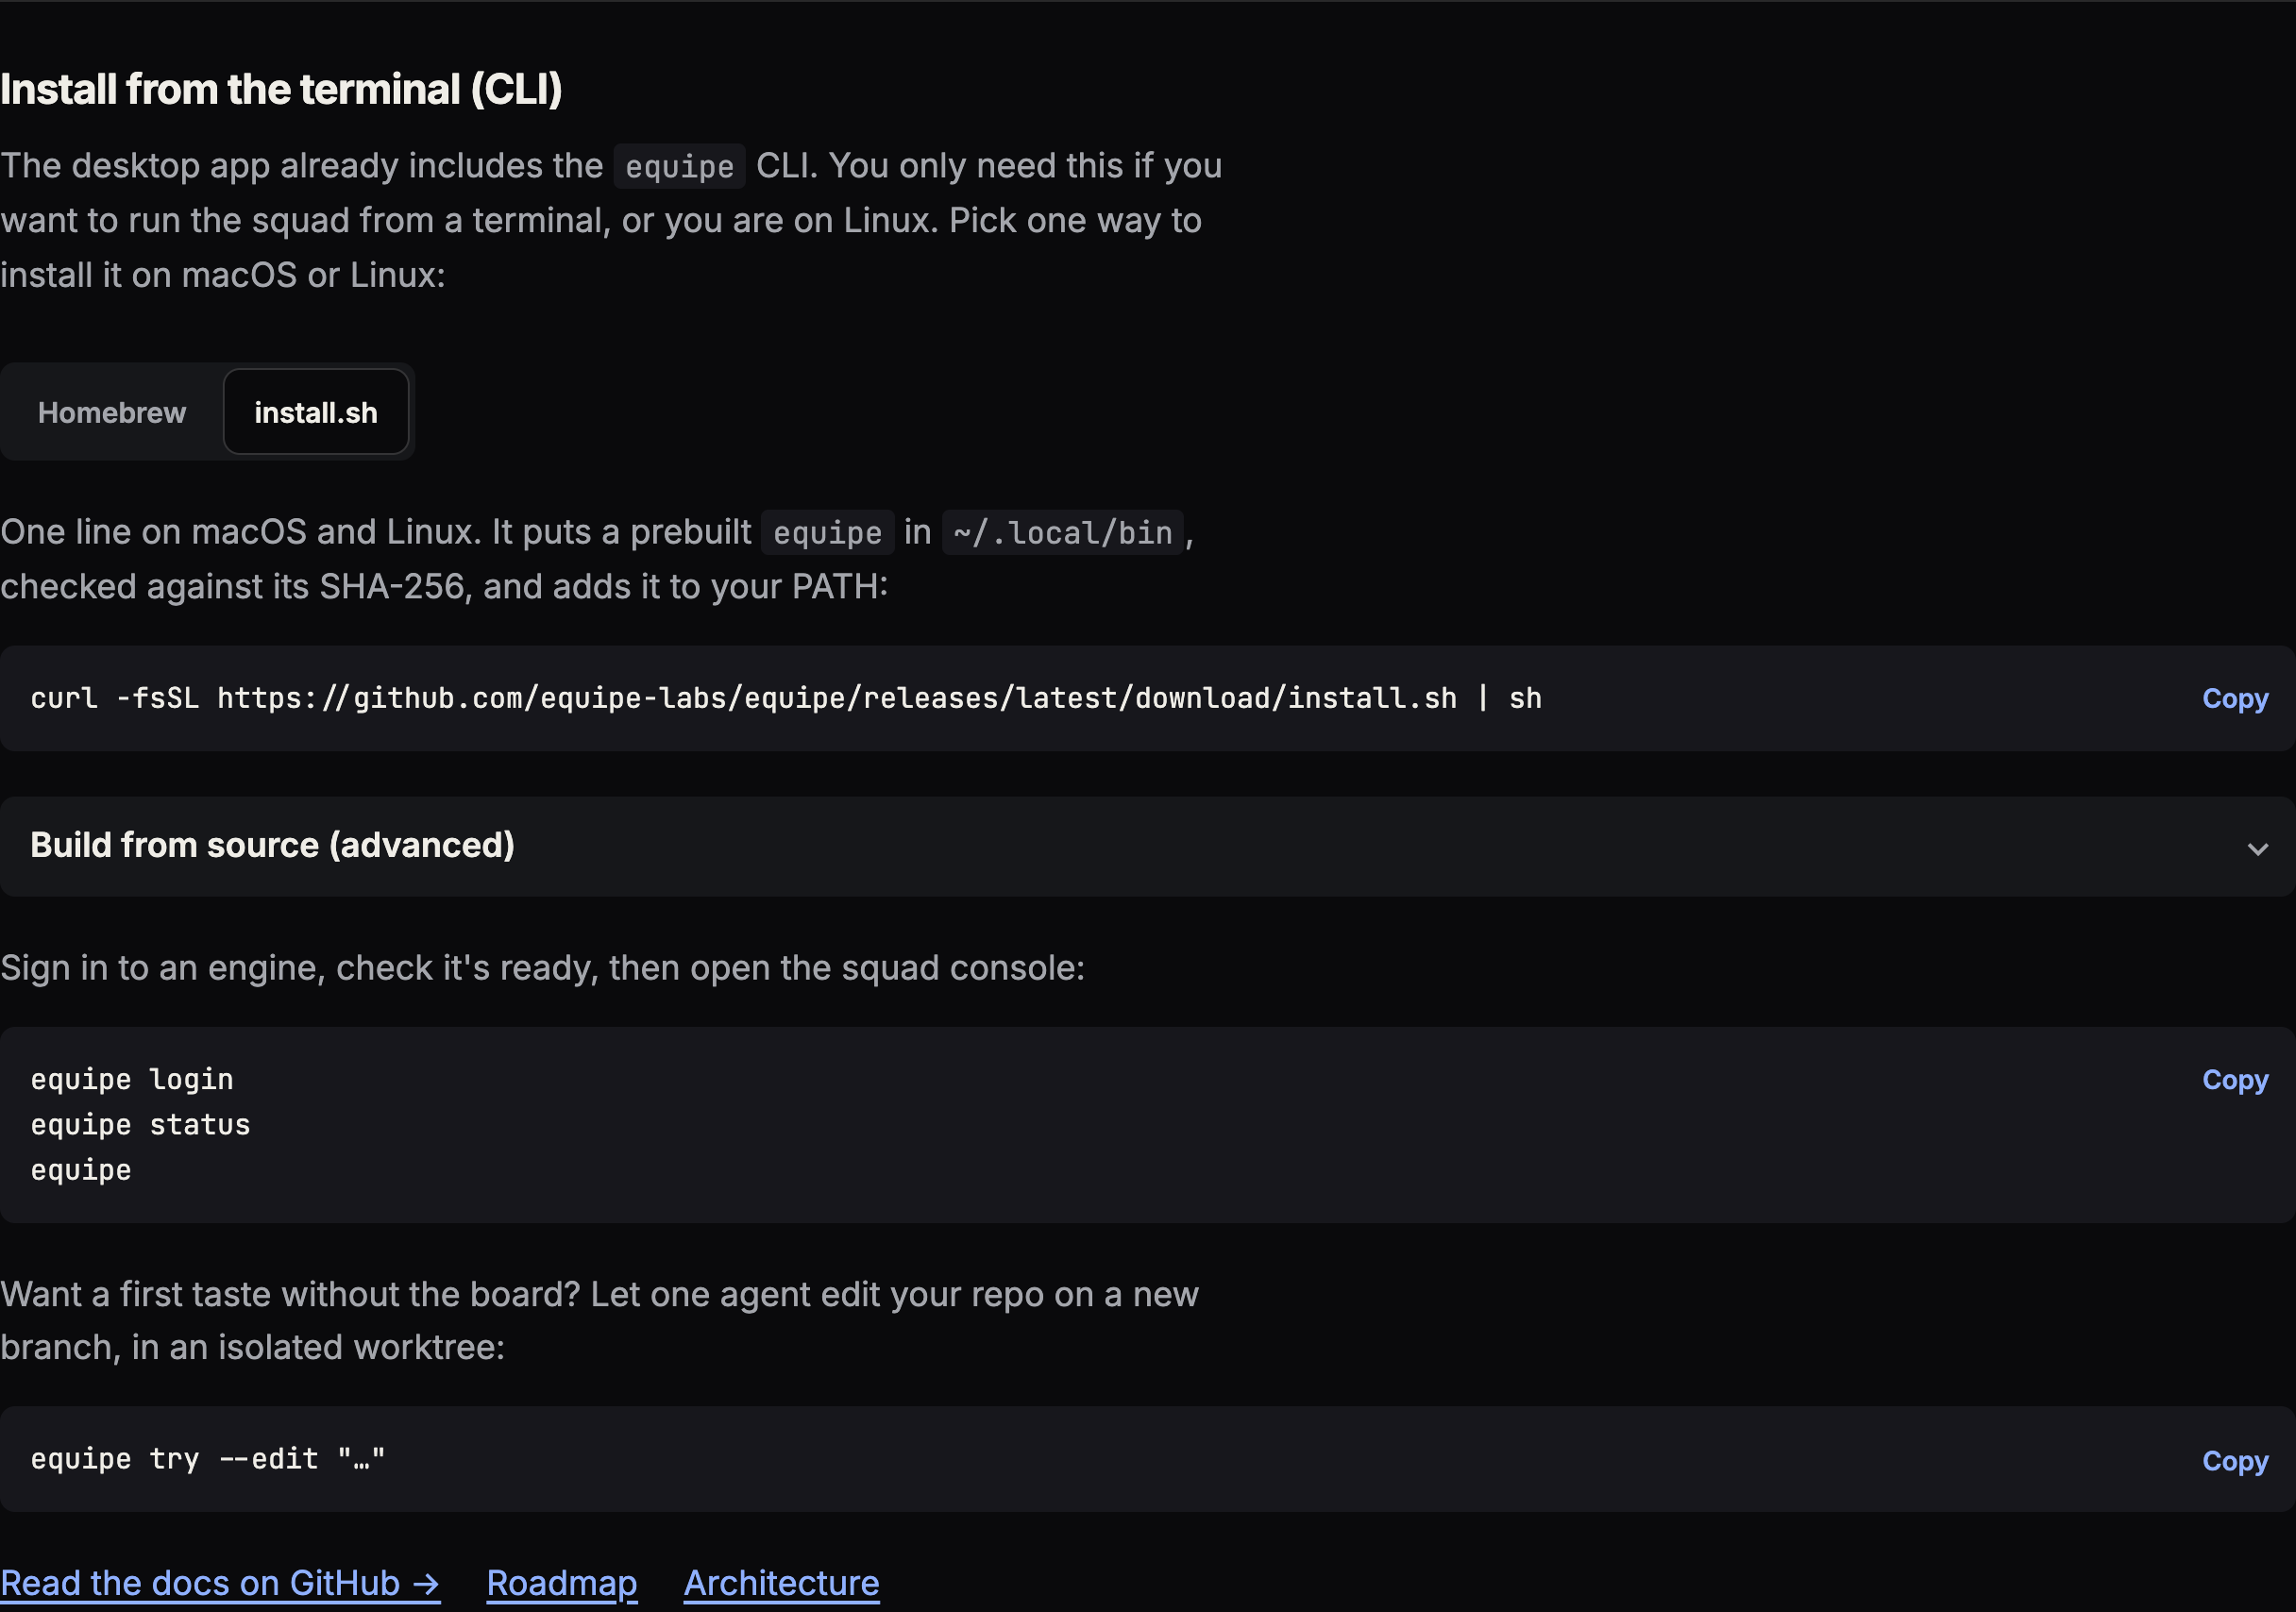 Install from the terminal (CLI)
The desktop app already includes the equipe CLI. You only need this if you
want to run the squad from a terminal, or you are on Linux. Pick one way to
install it on macOS or Linux:
Homebrew install.sh
One line on macOS and Linux. It puts a prebuilt equipe in ~/.local/bin,
checked against its SHA-256, and adds it to your PATH:
curl -fsSL https://github.com/equipe-labs/equipe/releases/latest/download/install.sh | sh Copy
Build from source (advanced)
Sign in to an engine, check it's ready, then open the squad console:
equipe login Copy
equipe status
equipe
Want a first taste without the board? Let one agent edit your repo on a new
branch, in an isolated worktree:
equipe try --edit "…" Copy
Read the docs on GitHub → Roadmap Architecture